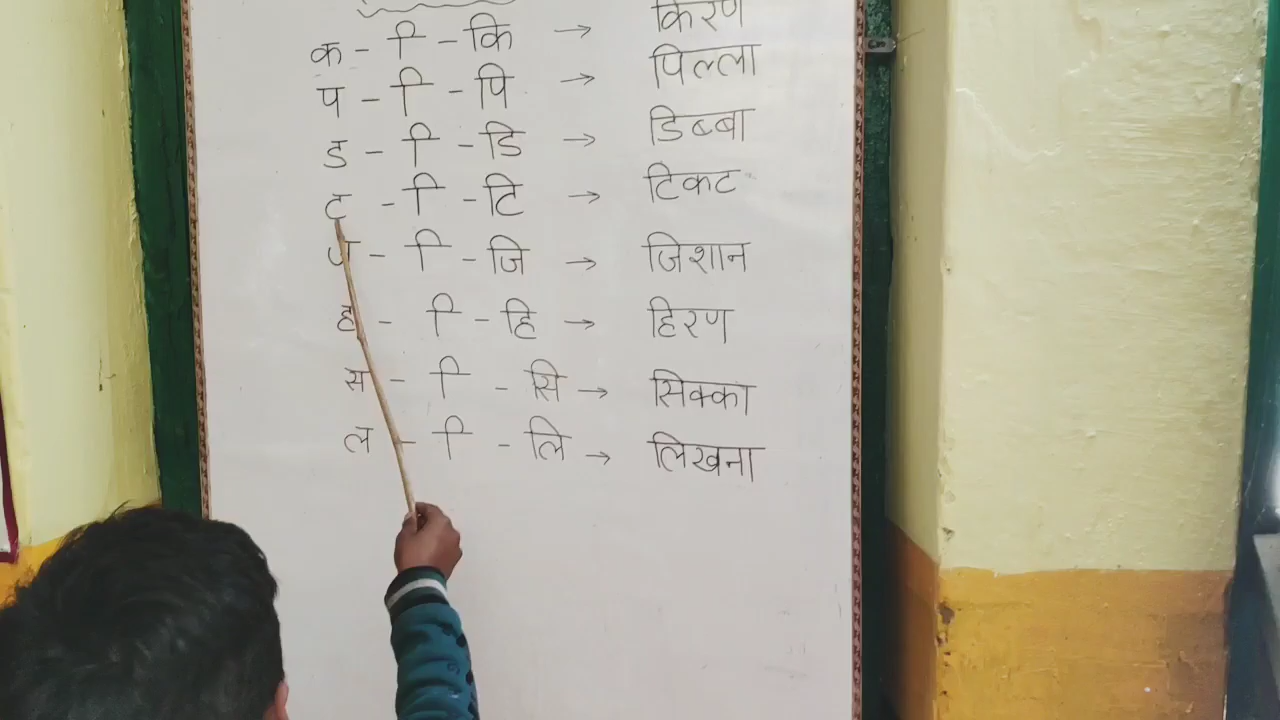 क - ि - कि → किरण
प - ि - पि → पिल्ला
ड - ि - डि → डिब्बा
ट - ि - टि → टिकट
ज - ि - जि → जिशान
ह - ि - हि → हिरण
स - ि - सि → सिक्का
ल - ि - लि → लिखना